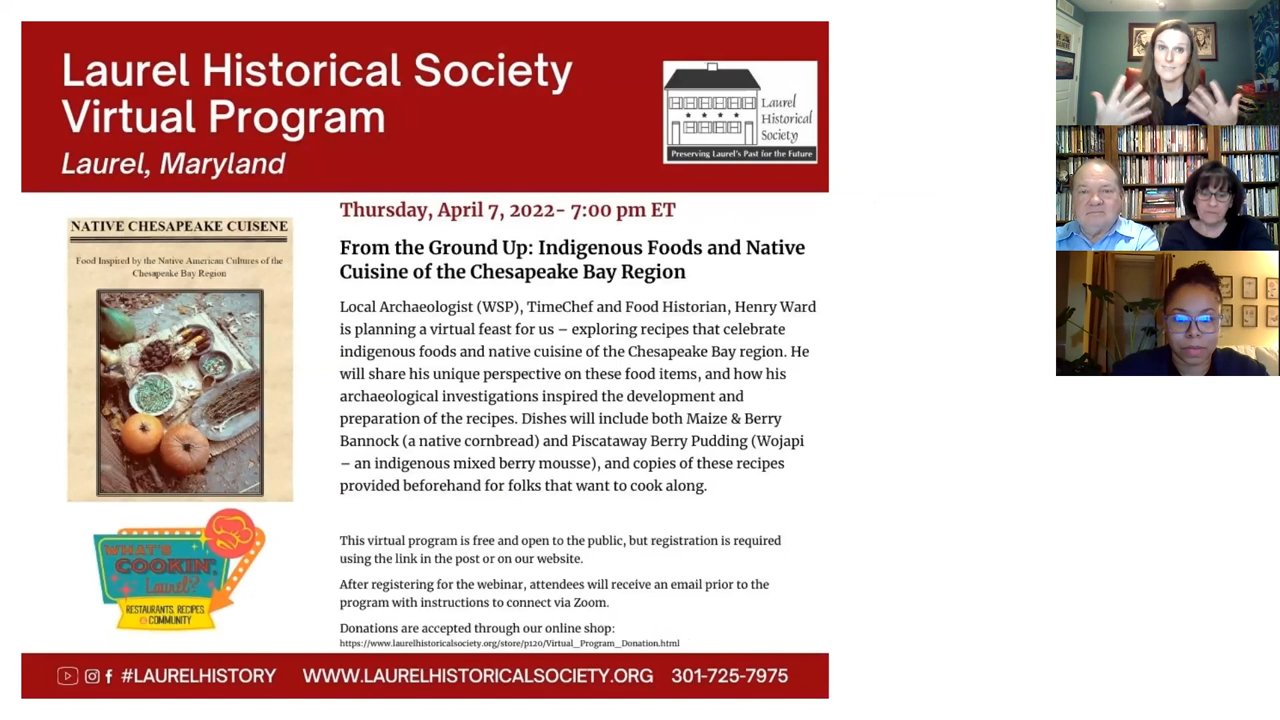 Laurel Historical Society
Virtual Program
Laurel, Maryland
Laurel
Historical
Society
Preserving Laurel's Past for the Future
NATIVE CHESAPEAKE CUISENE
Food Inspired by the Native American Cultures of the
Chesapeake Bay Region
Thursday, April 7, 2022- 7:00 pm ET
From the Ground Up: Indigenous Foods and Native
Cuisine of the Chesapeake Bay Region
Local Archaeologist (WSP), TimeChef and Food Historian, Henry Ward
is planning a virtual feast for us – exploring recipes that celebrate
indigenous foods and native cuisine of the Chesapeake Bay region. He
will share his unique perspective on these food items, and how his
archaeological investigations inspired the development and
preparation of the recipes. Dishes will include both Maize & Berry
Bannock (a native cornbread) and Piscataway Berry Pudding (Wojapi
– an indigenous mixed berry mousse), and copies of these recipes
provided beforehand for folks that want to cook along.
WHAT'S
COOKIN',
Laurel?
RESTAURANTS, RECIPES
& COMMUNITY
This virtual program is free and open to the public, but registration is required
using the link in the post or on our website.
After registering for the webinar, attendees will receive an email prior to the
program with instructions to connect via Zoom.
Donations are accepted through our online shop:
https://www.laurelhistoricalsociety.org/store/p120/Virtual_Program_Donation.html
#LAURELHISTORY WWW.LAURELHISTORICALSOCIETY.ORG 301-725-7975